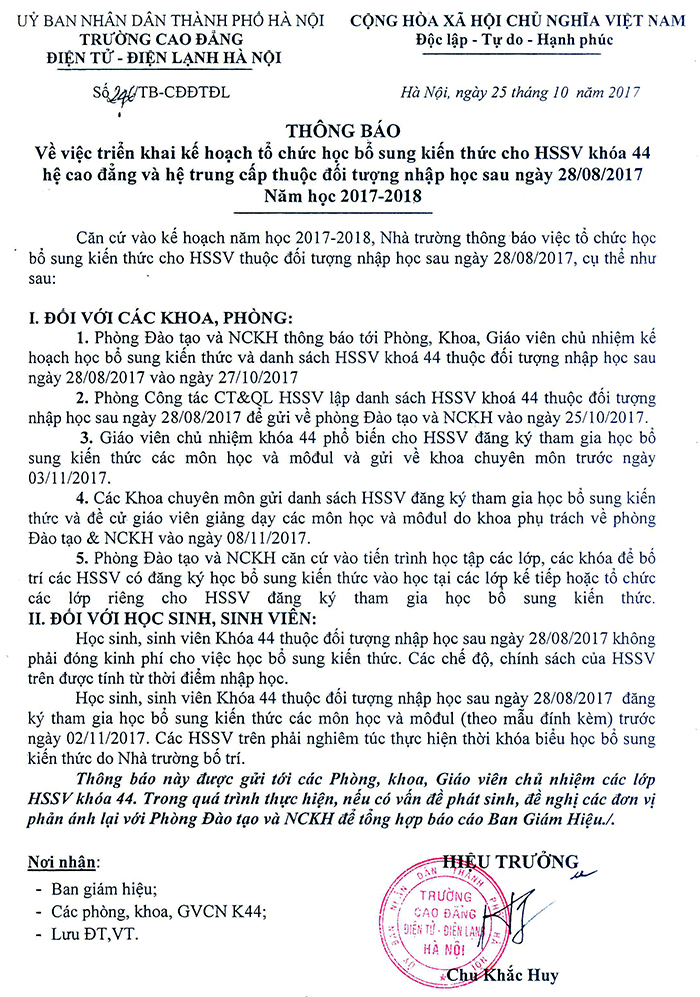 UỶ BAN NHÂN DÂN THÀNH PHỐ HÀ NỘI
TRƯỜNG CAO ĐẲNG
ĐIỆN TỬ - ĐIỆN LẠNH HÀ NỘI
CỘNG HÒA XÃ HỘI CHỦ NGHĨA VIỆT NAM
Độc lập - Tự do - Hạnh phúc
Số /TB-CĐĐTĐL
Hà Nội, ngày 25 tháng 10 năm 2017
THÔNG BÁO
Về việc triển khai kế hoạch tổ chức học bổ sung kiến thức cho HSSV khóa 44
hệ cao đẳng và hệ trung cấp thuộc đối tượng nhập học sau ngày 28/08/2017
Năm học 2017-2018
Căn cứ vào kế hoạch năm học 2017-2018, Nhà trường thông báo việc tổ chức học
bổ sung kiến thức cho HSSV thuộc đối tượng nhập học sau ngày 28/08/2017, cụ thể như
sau:
I. ĐỐI VỚI CÁC KHOA, PHÒNG:
1. Phòng Đào tạo và NCKH thông báo tới Phòng, Khoa, Giáo viên chủ nhiệm kế
hoạch học bổ sung kiến thức và danh sách HSSV khoá 44 thuộc đối tượng nhập học sau
ngày 28/08/2017 vào ngày 27/10/2017
2. Phòng Công tác CT&QL HSSV lập danh sách HSSV khoá 44 thuộc đối tượng
nhập học sau ngày 28/08/2017 để gửi về phòng Đào tạo và NCKH vào ngày 25/10/2017.
3. Giáo viên chủ nhiệm khóa 44 phổ biến cho HSSV đăng ký tham gia học bổ
sung kiến thức các môn học và môđul và gửi về khoa chuyên môn trước ngày
03/11/2017.
4. Các Khoa chuyên môn gửi danh sách HSSV đăng ký tham gia học bổ sung kiến
thức và đề cử giáo viên giảng dạy các môn học và môđul do khoa phụ trách về phòng
Đào tạo & NCKH vào ngày 08/11/2017.
5. Phòng Đào tạo và NCKH căn cứ vào tiến trình học tập các lớp, các khóa để bố
trí các HSSV có đăng ký học bổ sung kiến thức vào học tại các lớp kế tiếp hoặc tổ chức
các lớp riêng cho HSSV đăng ký tham gia học bổ sung kiến thức.
II. ĐỐI VỚI HỌC SINH, SINH VIÊN:
Học sinh, sinh viên Khóa 44 thuộc đối tượng nhập học sau ngày 28/08/2017 không
phải đóng kinh phí cho việc học bổ sung kiến thức. Các chế độ, chính sách của HSSV
trên được tính từ thời điểm nhập học.
Học sinh, sinh viên Khóa 44 thuộc đối tượng nhập học sau ngày 28/08/2017 đăng
ký tham gia học bổ sung kiến thức các môn học và môđul (theo mẫu đính kèm) trước
ngày 02/11/2017. Các HSSV trên phải nghiêm túc thực hiện thời khóa biểu học bổ sung
kiến thức do Nhà trường bố trí.
Thông báo này được gửi tới các Phòng, khoa, Giáo viên chủ nhiệm các lớp
HSSV khóa 44. Trong quá trình thực hiện, nếu có vấn đề phát sinh, đề nghị các đơn vị
phản ánh lại với Phòng Đào tạo và NCKH để tổng hợp báo cáo Ban Giám Hiệu./.
Nơi nhận:
- Ban giám hiệu;
- Các phòng, khoa, GVCN K44;
- Lưu ĐT,VT.
HIỆU TRƯỞNG
ỦY BAN NHÂN DÂN THÀNH PHỐ HÀ NỘI
TRƯỜNG
CAO ĐẲNG
ĐIỆN TỬ - ĐIỆN LẠNH
HÀ NỘI
Chu Khắc Huy